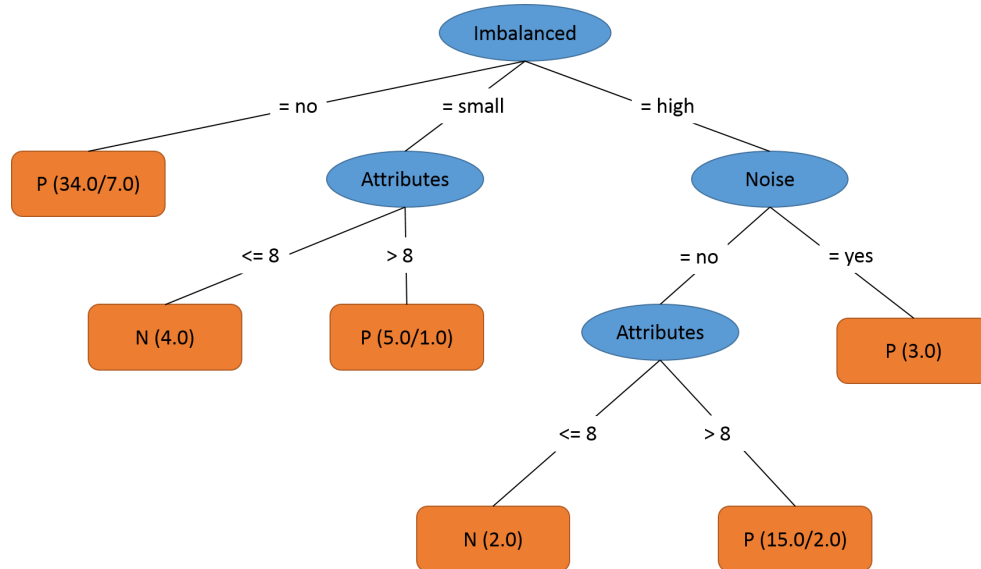 Imbalanced
= no
= small
= high
P (34.0/7.0)
Attributes
Noise
<= 8
> 8
= no
= yes
N (4.0)
P (5.0/1.0)
Attributes
P (3.0)
<= 8
> 8
N (2.0)
P (15.0/2.0)